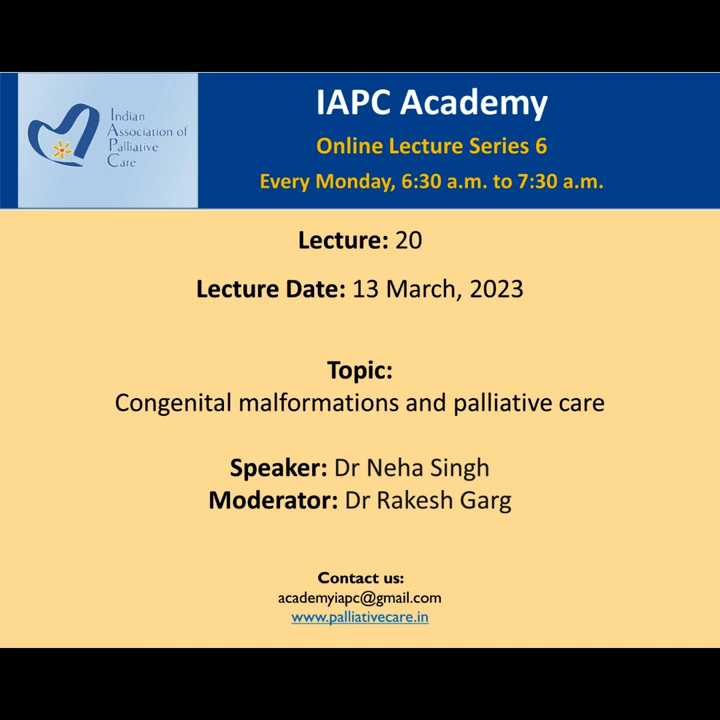 Indian
Association of
Palliative
Care
IAPC Academy
Online Lecture Series 6
Every Monday, 6:30 a.m. to 7:30 a.m.
Lecture: 20
Lecture Date: 13 March, 2023
Topic:
Congenital malformations and palliative care
Speaker: Dr Neha Singh
Moderator: Dr Rakesh Garg
Contact us:
academyiapc@gmail.com
www.palliativecare.in